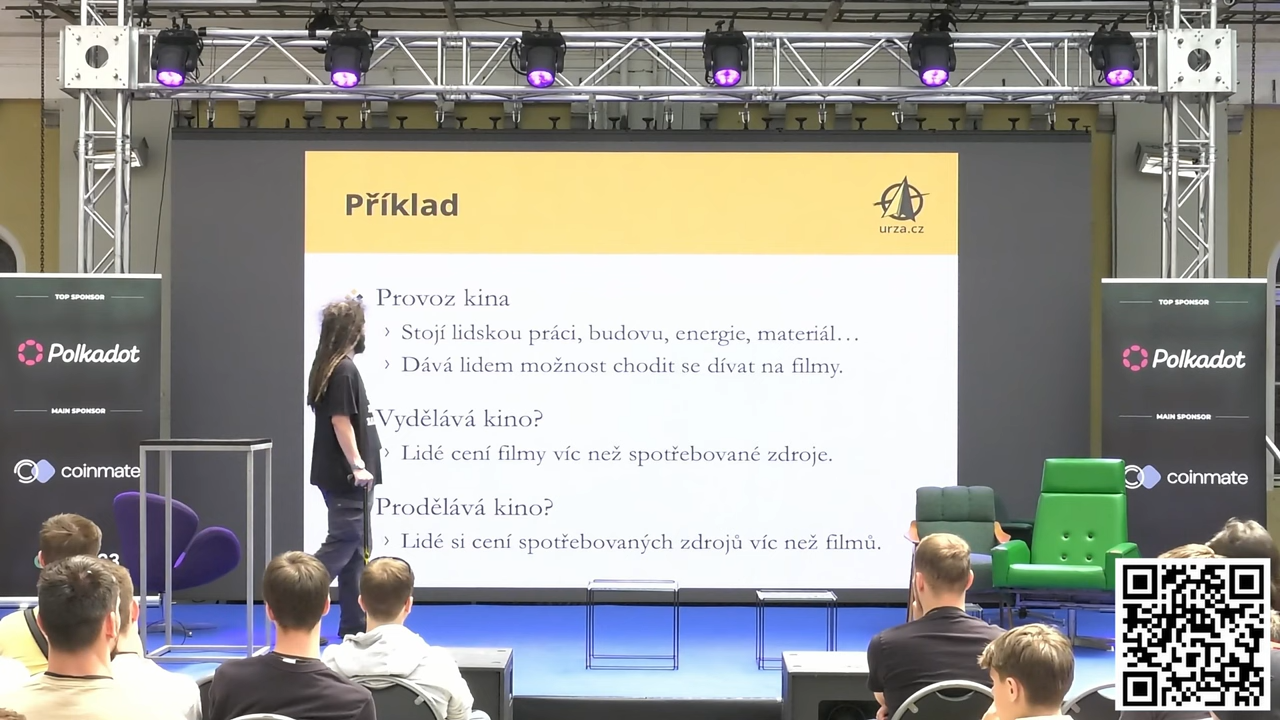 Příklad
urza.cz
Provoz kina
› Stojí lidskou práci, budovu, energie, materiál…
› Dává lidem možnost chodit se dívat na filmy.
Vydělává kino?
› Lidé cení filmy víc než spotřebované zdroje.
Prodělává kino?
› Lidé si cení spotřebovaných zdrojů víc než filmů.
TOP SPONSOR
Polkadot
MAIN SPONSOR
coinmate
TOP SPONSOR
Polkadot
MAIN SPONSOR
coinmate